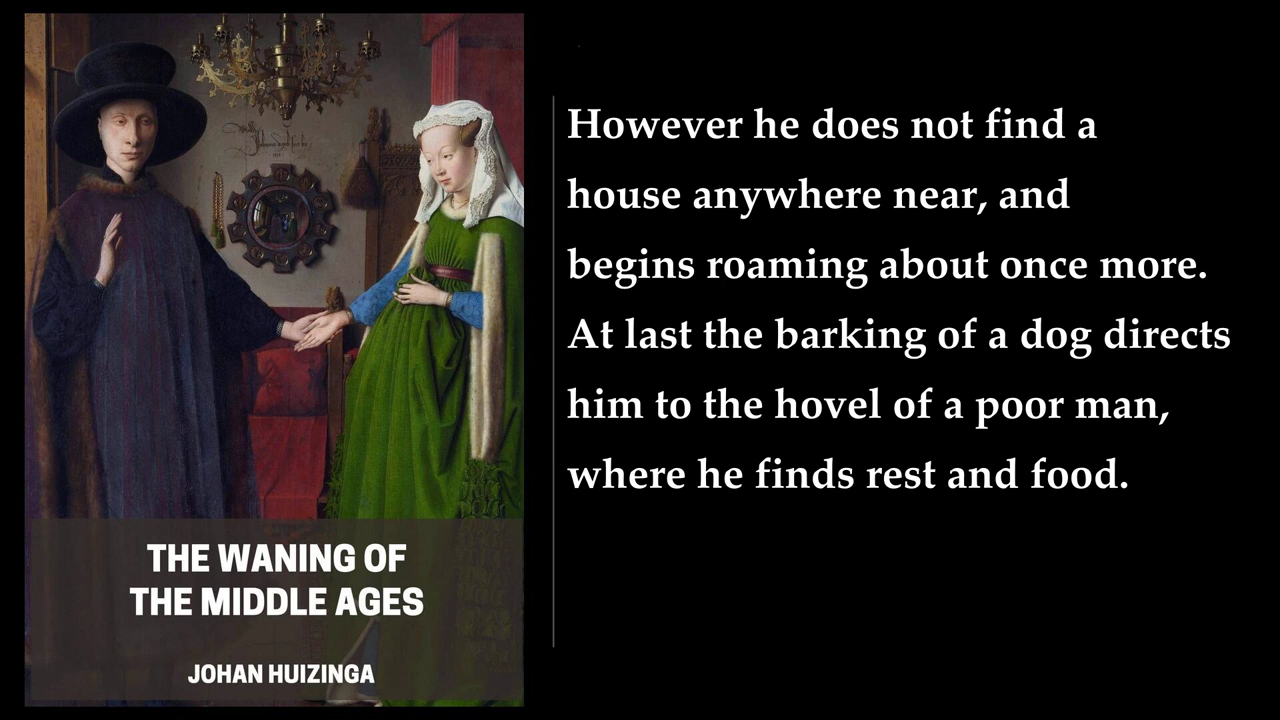 However he does not find a
house anywhere near, and
begins roaming about once more.
At last the barking of a dog directs
him to the hovel of a poor man,
where he finds rest and food.
THE WANING OF
THE MIDDLE AGES
JOHAN HUIZINGA